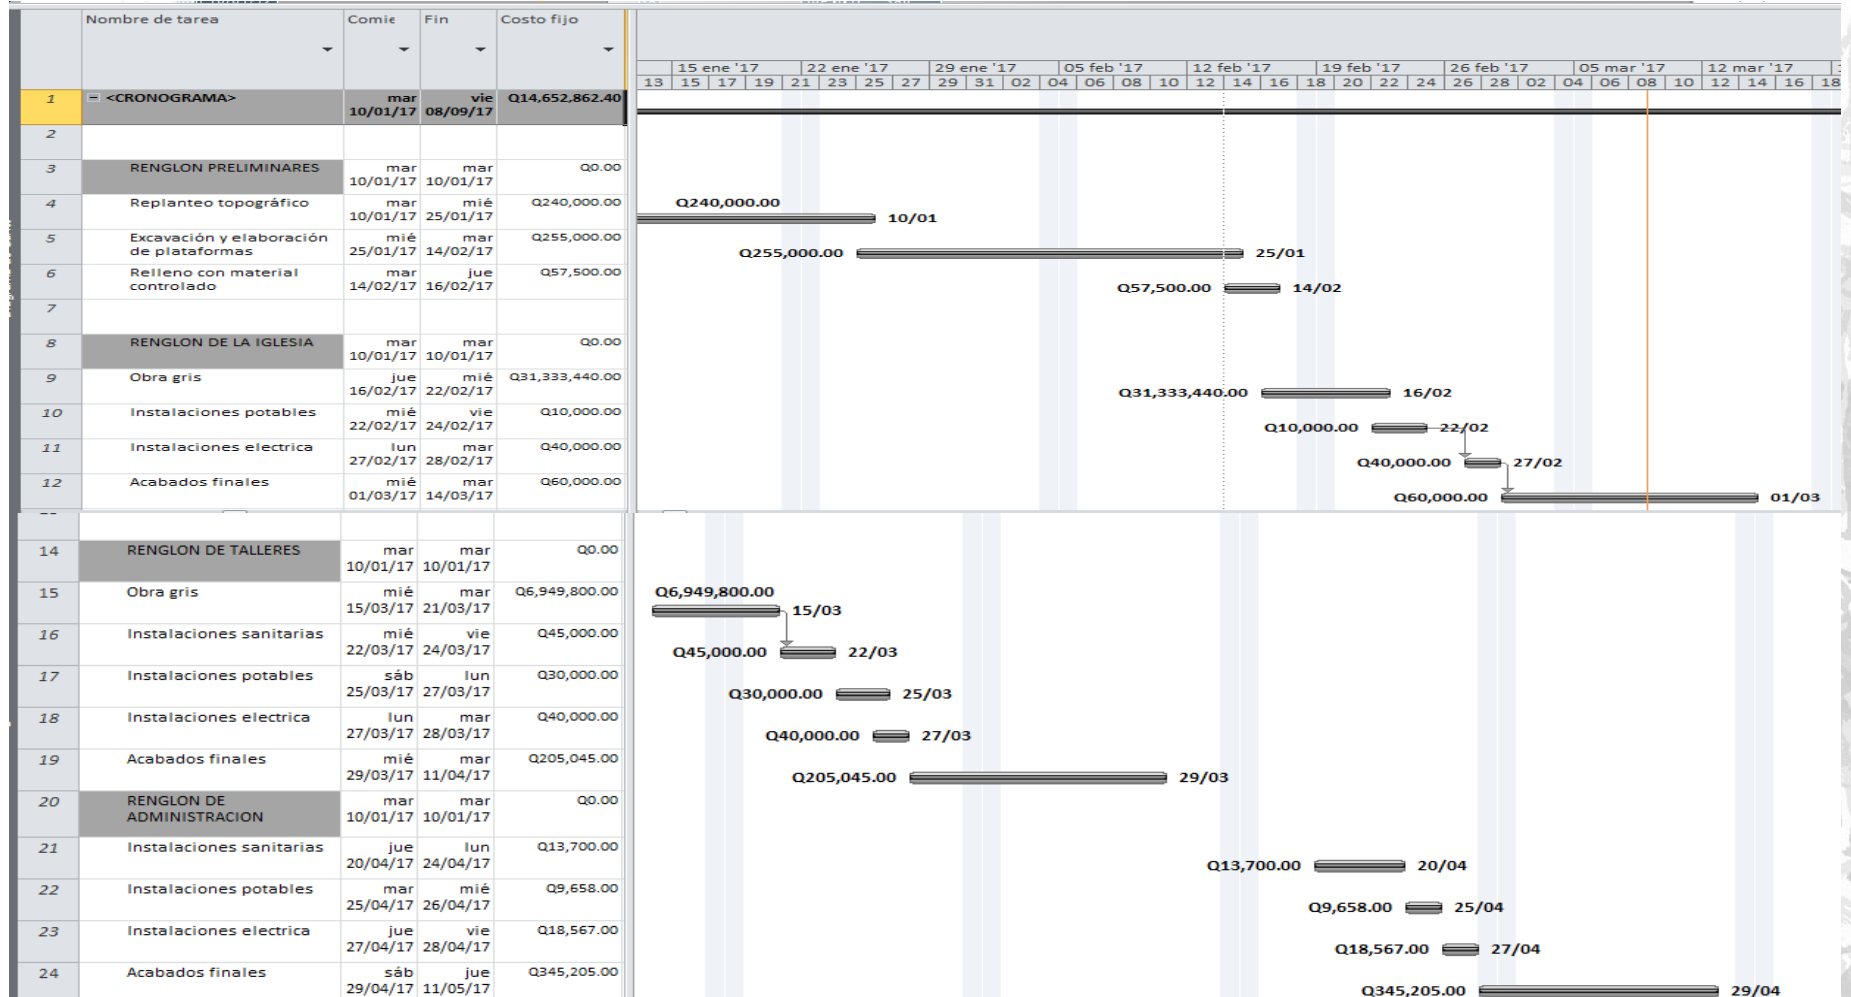 Nombre de tarea Comie Fin Costo fijo
15 ene '17 22 ene '17 29 ene '17 05 feb '17 12 feb '17 19 feb '17 26 feb '17 05 mar '17 12 mar '17
13 15 17 19 21 23 25 27 29 31 02 04 06 08 10 12 14 16 18 20 22 24 26 28 02 04 06 08 10 12 14 16 18
1 <CRONOGRAMA> mar vie Q14,652,862.40
10/01/17 08/09/17
2
3 RENGLON PRELIMINARES mar mar Q0.00
10/01/17 10/01/17
4 Replanteo topográfico mar mié Q240,000.00 Q240,000.00
10/01/17 25/01/17 10/01
5 Excavación y elaboración mié mar Q255,000.00
de plataformas 25/01/17 14/02/17 Q255,000.00 25/01
6 Relleno con material mar jue Q57,500.00
controlado 14/02/17 16/02/17 Q57,500.00 14/02
7
8 RENGLON DE LA IGLESIA mar mar Q0.00
10/01/17 10/01/17
9 Obra gris jue mié Q31,333,440.00
16/02/17 22/02/17 Q31,333,440.00 16/02
10 Instalaciones potables mié vie Q10,000.00
22/02/17 24/02/17 Q10,000.00 22/02
11 Instalaciones electrica lun mar Q40,000.00
27/02/17 28/02/17 Q40,000.00 27/02
12 Acabados finales mié mar Q60,000.00
01/03/17 14/03/17 Q60,000.00 01/03
14 RENGLON DE TALLERES mar mar Q0.00
10/01/17 10/01/17
15 Obra gris mié mar Q6,949,800.00 Q6,949,800.00
15/03/17 21/03/17 15/03
16 Instalaciones sanitarias mié vie Q45,000.00
22/03/17 24/03/17 Q45,000.00 22/03
17 Instalaciones potables sáb lun Q30,000.00
25/03/17 27/03/17 Q30,000.00 25/03
18 Instalaciones electrica lun mar Q40,000.00
27/03/17 28/03/17 Q40,000.00 27/03
19 Acabados finales mié mar Q205,045.00
29/03/17 11/04/17 Q205,045.00 29/03
20 RENGLON DE mar mar Q0.00
ADMINISTRACION 10/01/17 10/01/17
21 Instalaciones sanitarias jue lun Q13,700.00
20/04/17 24/04/17 Q13,700.00 20/04
22 Instalaciones potables mar mié Q9,658.00
25/04/17 26/04/17 Q9,658.00 25/04
23 Instalaciones electrica jue vie Q18,567.00
27/04/17 28/04/17 Q18,567.00 27/04
24 Acabados finales sáb jue Q345,205.00
29/04/17 11/05/17 Q345,205.00 29/04